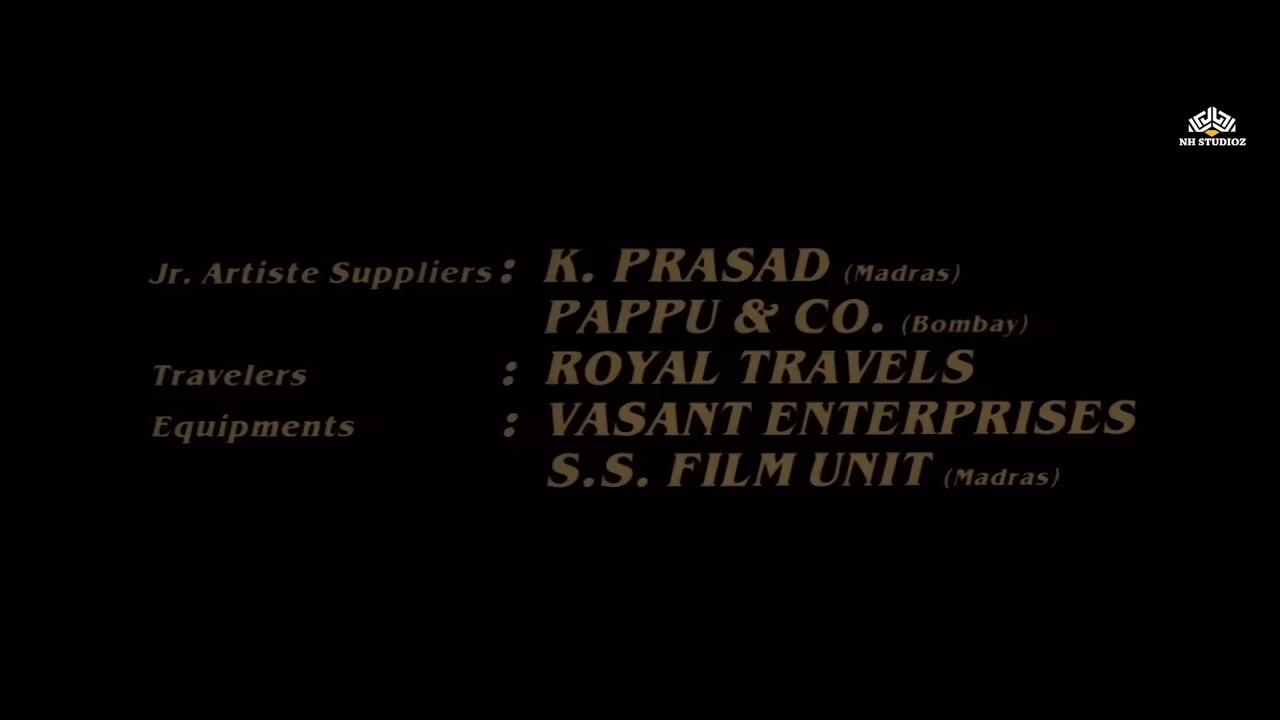 NH STUDIOZ
Jr. Artiste Suppliers : K. PRASAD (Madras)
PAPPU & CO. (Bombay)
Travelers : ROYAL TRAVELS
Equipments : VASANT ENTERPRISES
S.S. FILM UNIT (Madras)